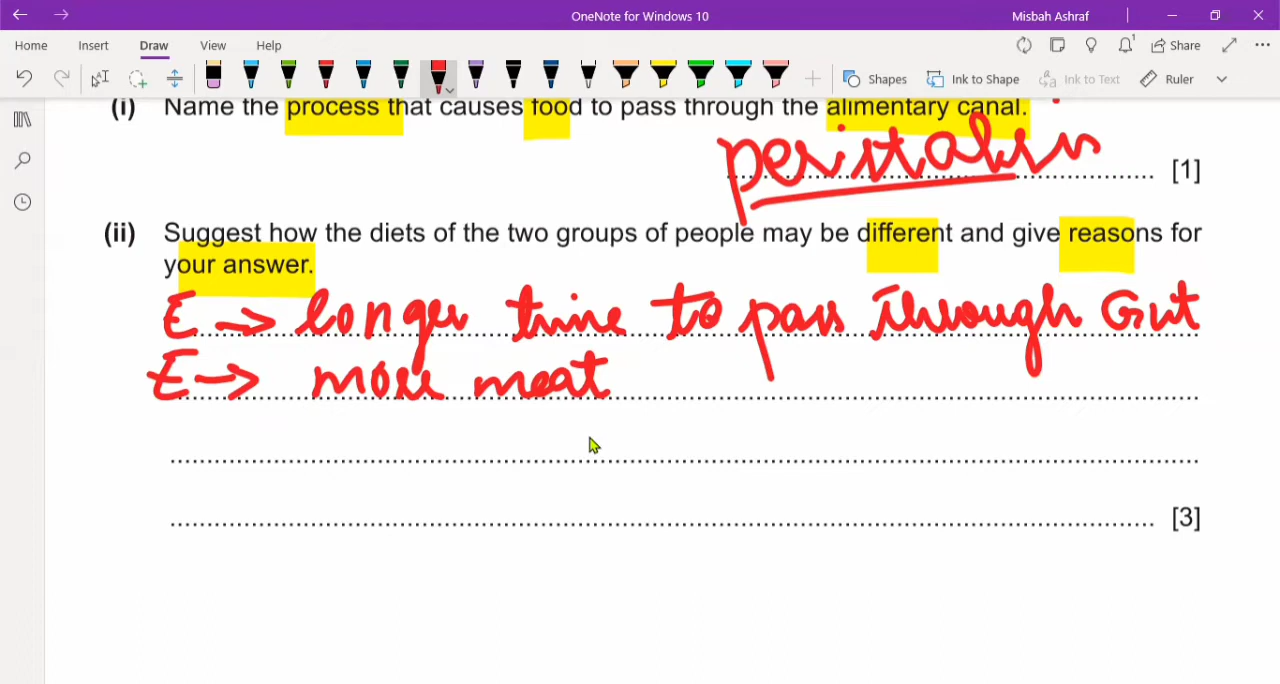 OneNote for Windows 10
Misbah Ashraf
Home Insert Draw View Help
Share
Shapes Ink to Shape Ink to Text Ruler
(i) Name the process that causes food to pass through the alimentary canal.
peristalsis
[1]
(ii) Suggest how the diets of the two groups of people may be different and give reasons for
your answer.
E → longer time to pass through Gut
E → more meat
[3]